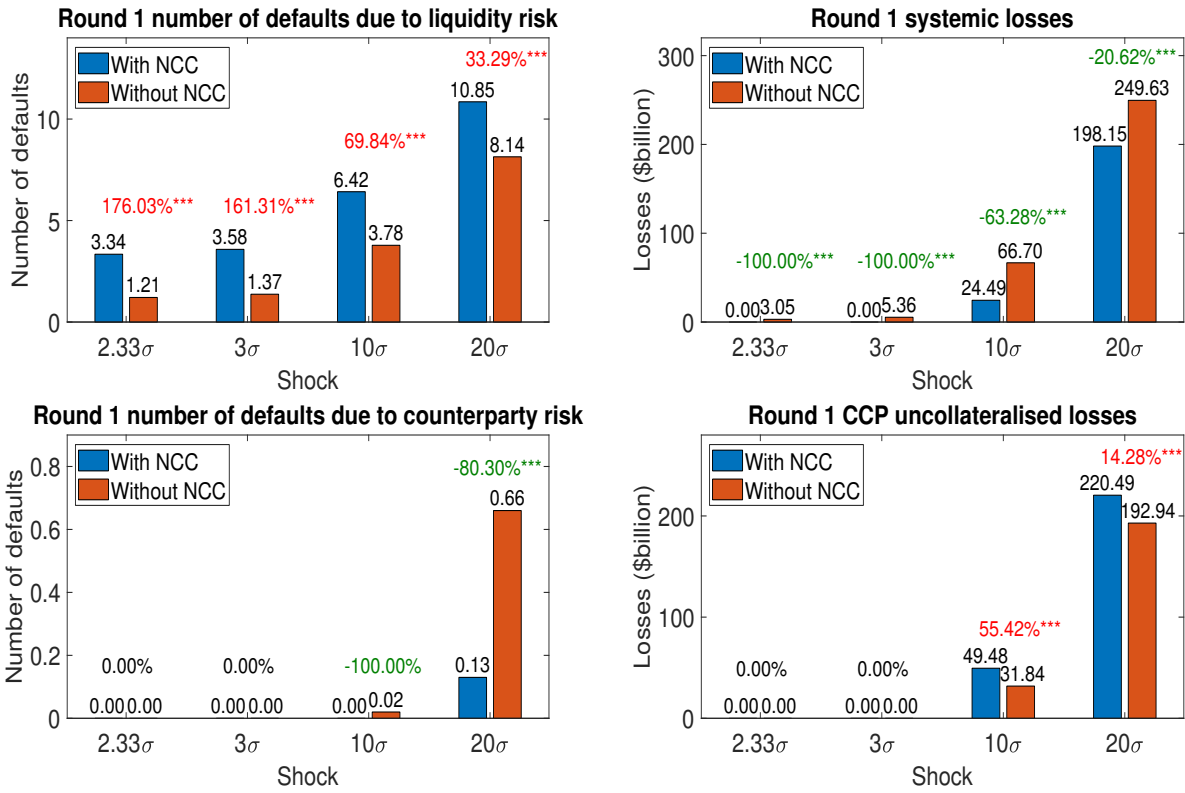 Round 1 number of defaults due to liquidity risk
Number of defaults
10
5
0
With NCC
Without NCC
176.03%***
161.31%***
69.84%***
33.29%***
3.34
1.21
3.58
1.37
6.42
3.78
10.85
8.14
2.33σ
3σ
10σ
20σ
Shock
Round 1 systemic losses
Losses ($billion)
300
200
100
0
With NCC
Without NCC
-100.00%***
-100.00%***
-63.28%***
-20.62%***
0.00
3.05
0.00
5.36
24.49
66.70
198.15
249.63
2.33σ
3σ
10σ
20σ
Shock
Round 1 number of defaults due to counterparty risk
Number of defaults
0.8
0.6
0.4
0.2
0
With NCC
Without NCC
0.00%
0.00%
-100.00%
-80.30%***
0.00
0.00
0.00
0.00
0.00
0.02
0.13
0.66
2.33σ
3σ
10σ
20σ
Shock
Round 1 CCP uncollateralised losses
Losses ($billion)
200
100
0
With NCC
Without NCC
0.00%
0.00%
55.42%***
14.28%***
0.00
0.00
0.00
0.00
49.48
31.84
220.49
192.94
2.33σ
3σ
10σ
20σ
Shock